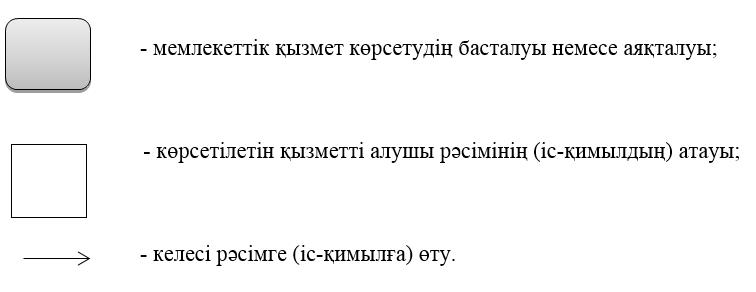 - мемлекеттік қызмет көрсетудің басталуы немесе аяқталуы;
- көрсетілетін қызметті алушы рәсімінің (іс-қимылдың) атауы;
- келесі рәсімге (іс-қимылға) өту.